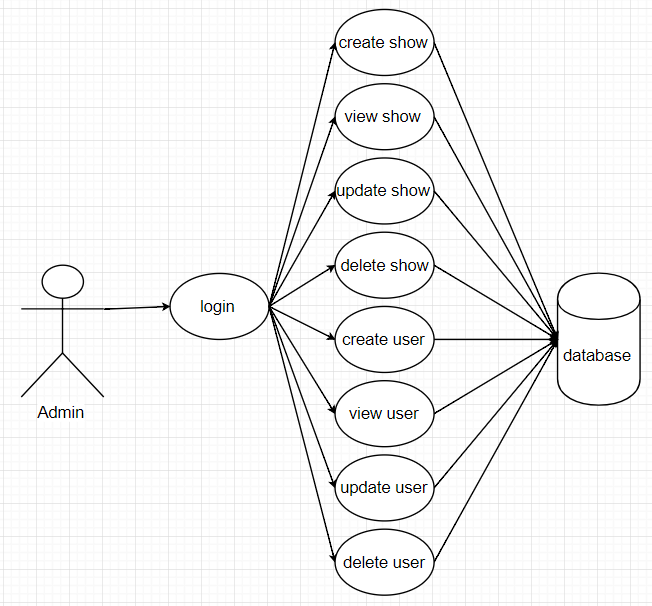 create show
view show
update show
delete show
login
create user
database
view user
Admin
update user
delete user